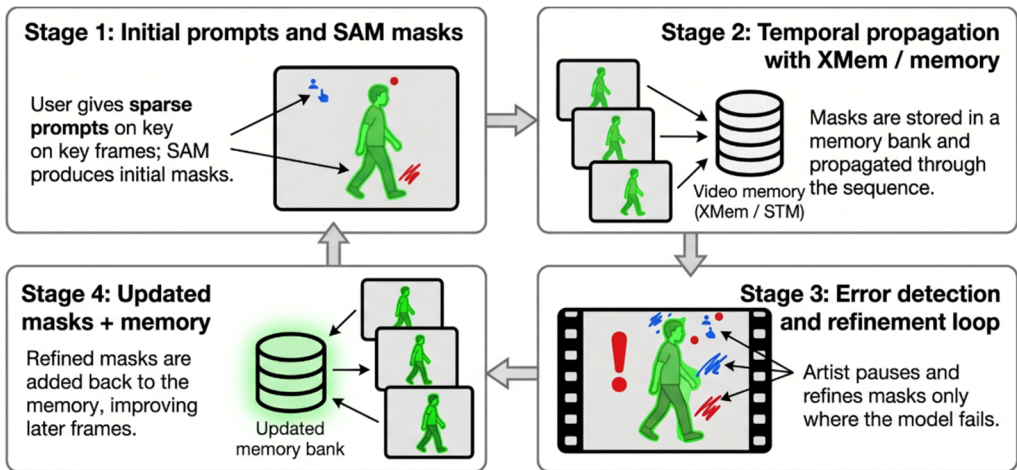 Stage 1: Initial prompts and SAM masks
User gives sparse
prompts on key
on key frames; SAM
produces initial masks.
Stage 2: Temporal propagation
with XMem / memory
Masks are stored in a
memory bank and
propagated through
the sequence.
Video memory
(XMem / STM)
Stage 3: Error detection
and refinement loop
Artist pauses and
refines masks only
where the model fails.
Stage 4: Updated
masks + memory
Refined masks are
added back to the
memory, improving
later frames.
Updated
memory bank